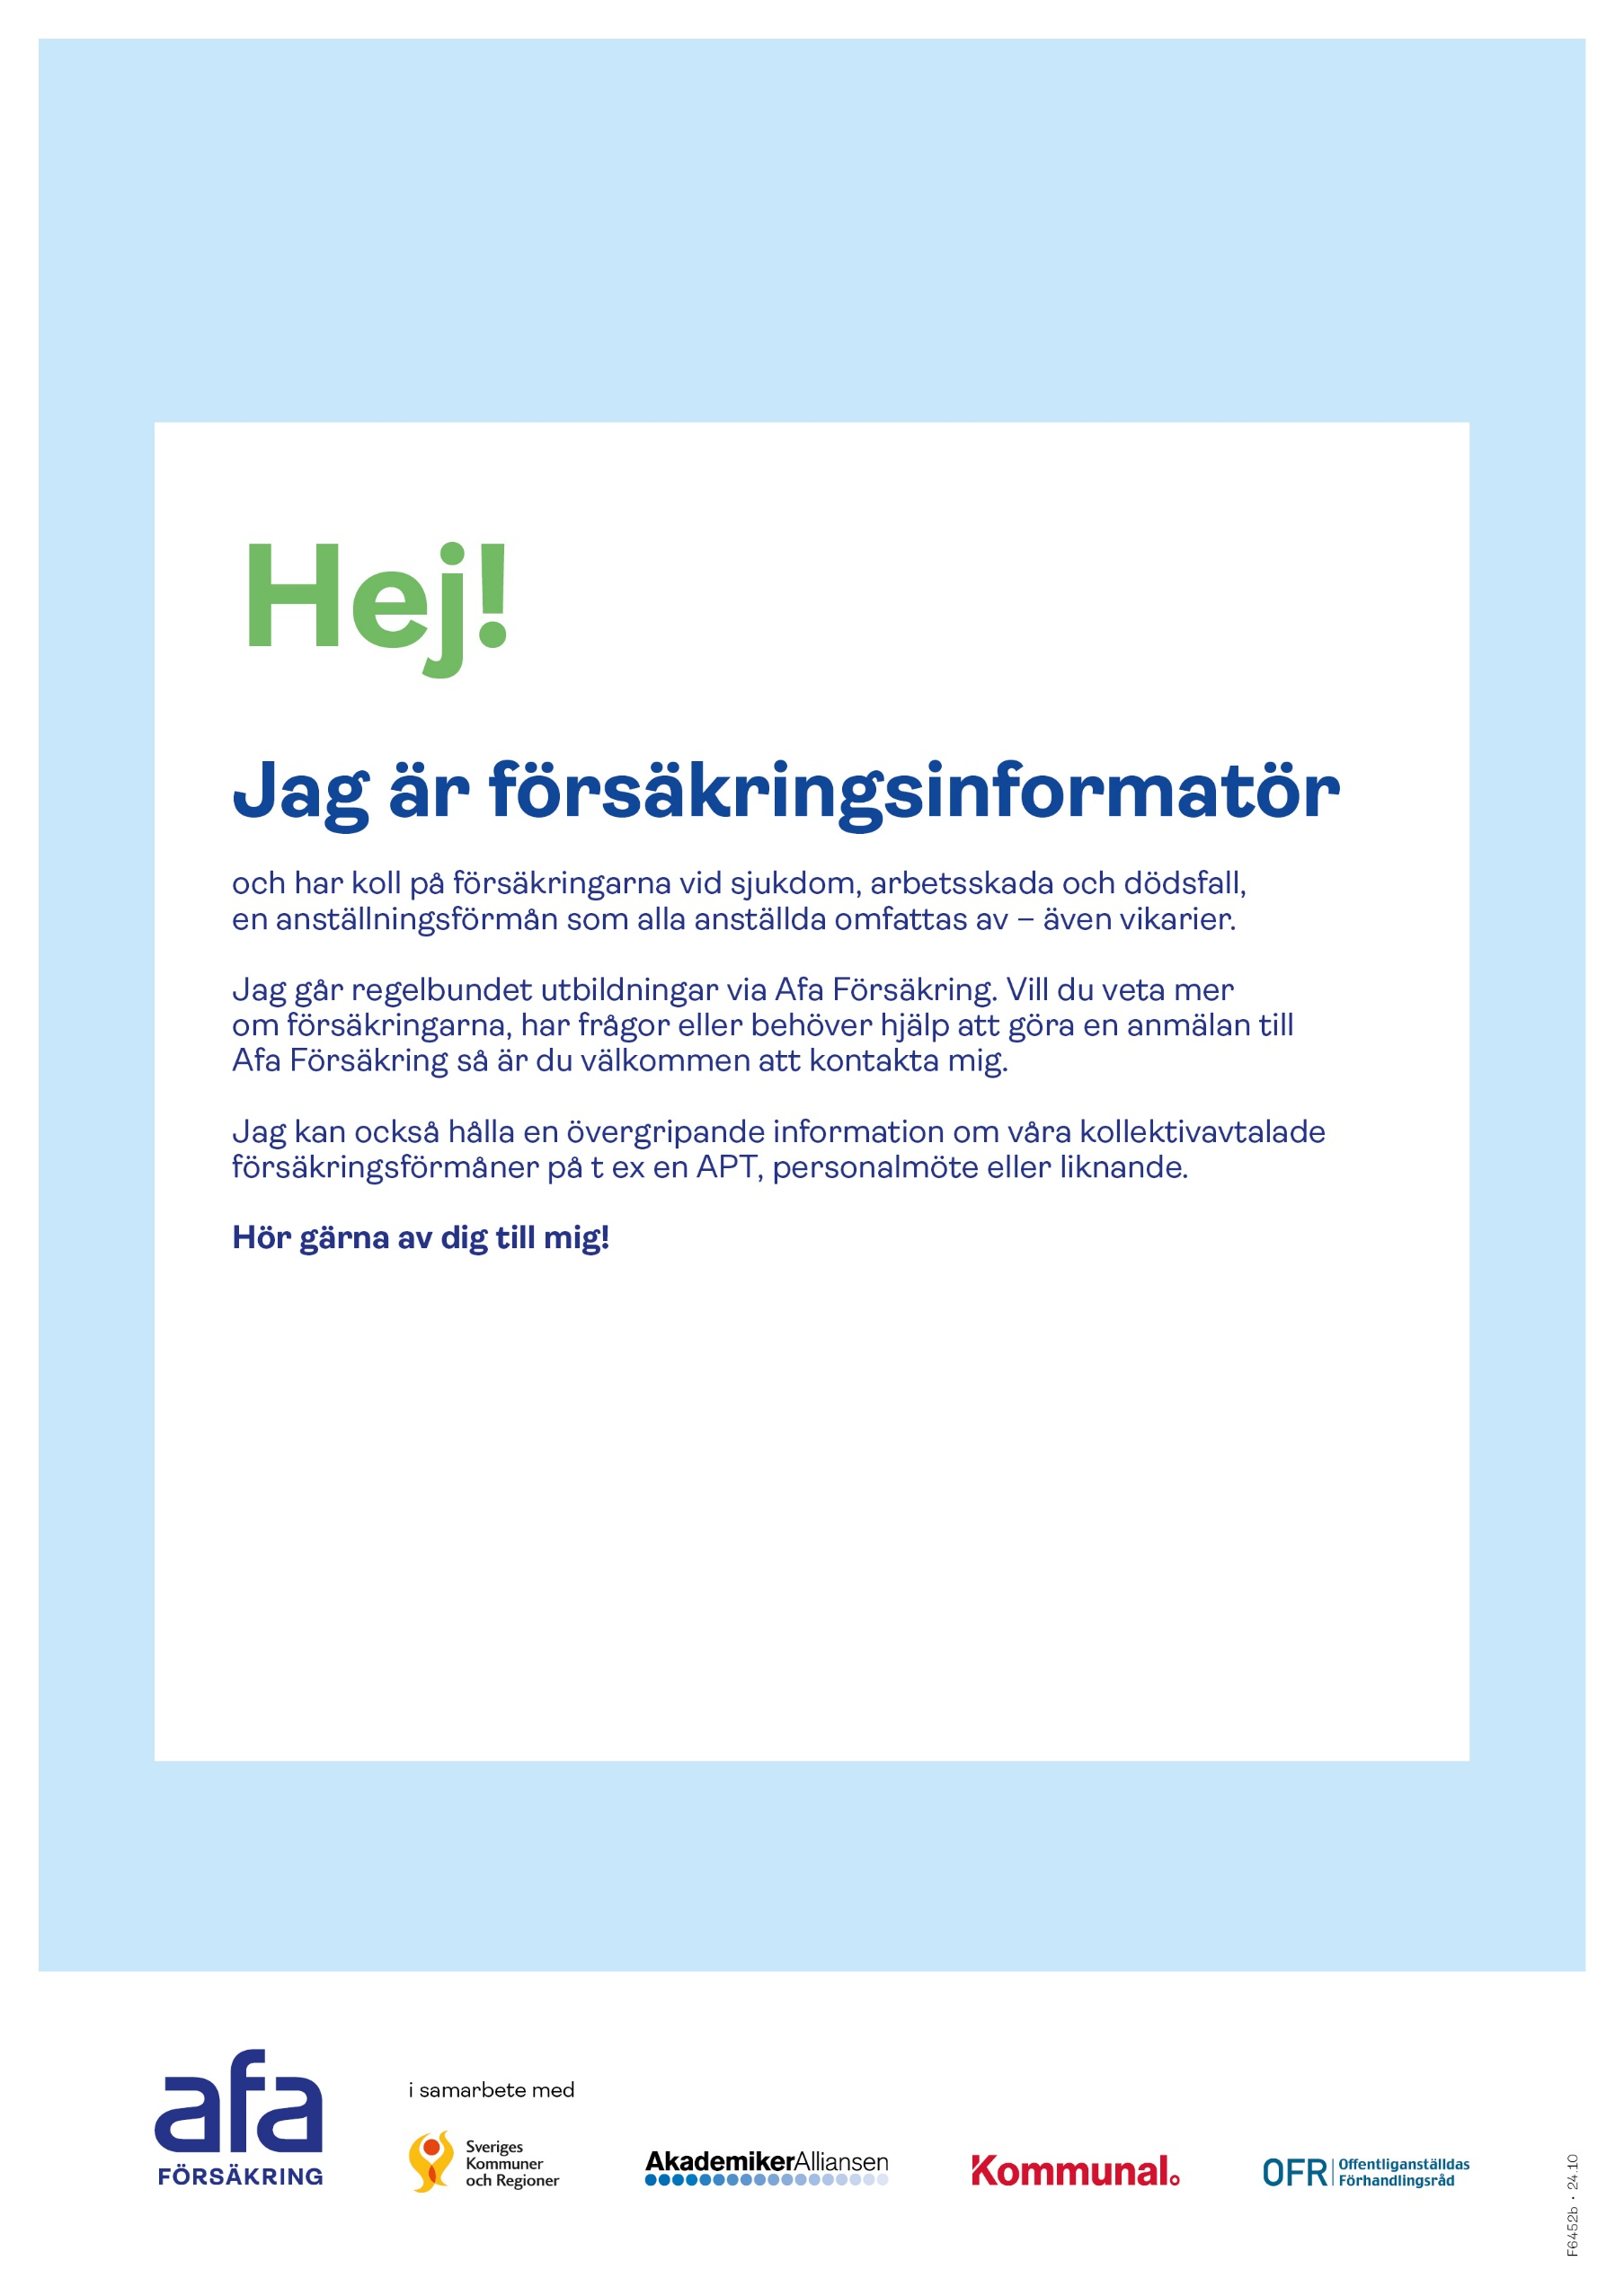 Hej!
Jag är försäkringsinformatör
och har koll på försäkringarna vid sjukdom, arbetsskada och dödsfall,
en anställningsförmån som alla anställda omfattas av – även vikarier.
Jag går regelbundet utbildningar via Afa Försäkring. Vill du veta mer
om försäkringarna, har frågor eller behöver hjälp att göra en anmälan till
Afa Försäkring så är du välkommen att kontakta mig.
Jag kan också hålla en övergripande information om våra kollektivavtalade
försäkringsförmåner på t ex en APT, personalmöte eller liknande.
Hör gärna av dig till mig!
afa
FÖRSÄKRING
i samarbete med
Sveriges
Kommuner
och Regioner
AkademikerAlliansen
Kommunal.
OFR
Offentliganställdas
Förhandlingsråd
F6452b • 24.10